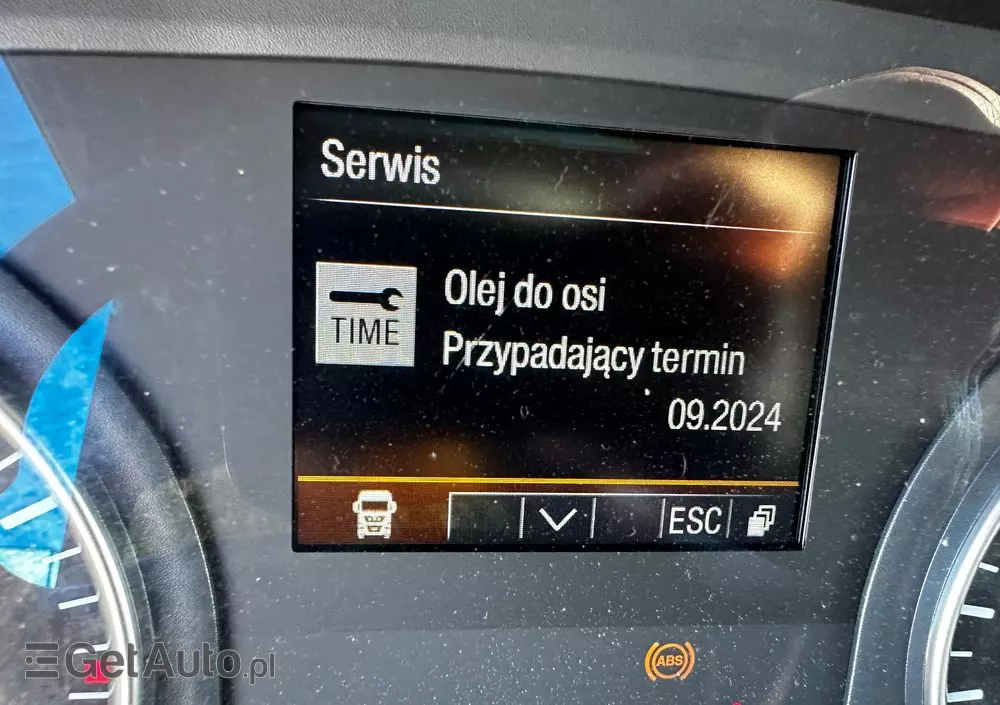 Serwis
TIME
Olej do osi
Przypadający termin
09.2024
ESC
ABS
GetAuto.pl